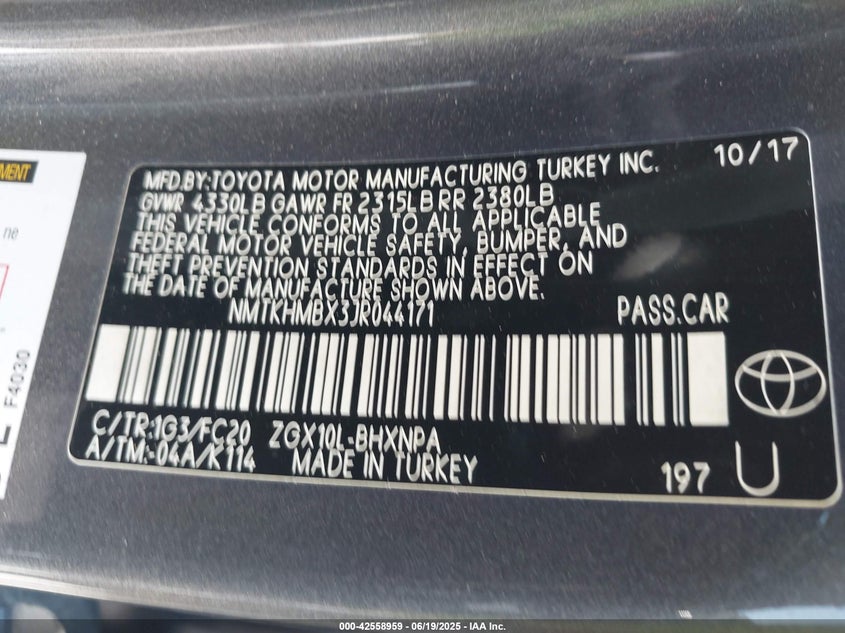 MFD.BY:TOYOTA MOTOR MANUFACTURING TURKEY INC. 10/17
GVWR 4330LB GAWR FR 2315LB RR 2380LB
THIS VEHICLE CONFORMS TO ALL APPLICABLE
FEDERAL MOTOR VEHICLE SAFETY, BUMPER, AND
THEFT PREVENTION STANDARDS IN EFFECT ON
THE DATE OF MANUFACTURE SHOWN ABOVE.
NMTKHMBX3JR044171 PASS.CAR
C/TR:1G3/FC20 ZGX10L-BHXNPA
A/TM:-04A/K114 MADE IN TURKEY 197 U
ne
F4030
000-42558959 - 06/19/2025 - IAA Inc.